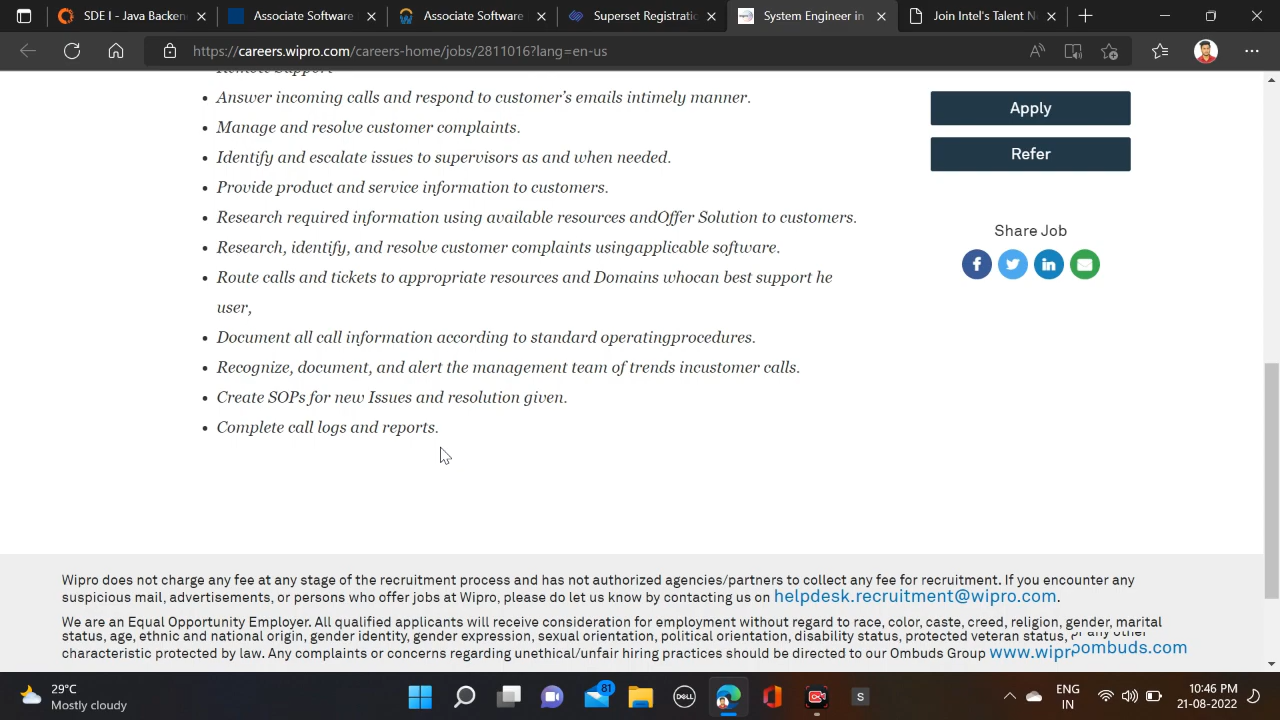 SDE I - Java Backen
Associate Software
Associate Software
Superset Registratic
System Engineer in
Join Intel's Talent N
https://careers.wipro.com/careers-home/jobs/2811016?lang=en-us
Remote Support
Answer incoming calls and respond to customer's emails intimely manner.
Manage and resolve customer complaints.
Identify and escalate issues to supervisors as and when needed.
Provide product and service information to customers.
Research required information using available resources andOffer Solution to customers.
Research, identify, and resolve customer complaints usingapplicable software.
Route calls and tickets to appropriate resources and Domains whocan best support he
user,
Document all call information according to standard operatingprocedures.
Recognize, document, and alert the management team of trends incustomer calls.
Create SOPs for new Issues and resolution given.
Complete call logs and reports.
Apply
Refer
Share Job
Wipro does not charge any fee at any stage of the recruitment process and has not authorized agencies/partners to collect any fee for recruitment. If you encounter any
suspicious mail, advertisements, or persons who offer jobs at Wipro, please do let us know by contacting us on helpdesk.recruitment@wipro.com.
We are an Equal Opportunity Employer. All qualified applicants will receive consideration for employment without regard to race, color, caste, creed, religion, gender, marital
status, age, ethnic and national origin, gender identity, gender expression, sexual orientation, political orientation, disability status, protected veteran status, or any other
characteristic protected by law. Any complaints or concerns regarding unethical/unfair hiring practices should be directed to our Ombuds Group www.wiprombuds.com
29°C
Mostly cloudy
81
DELL
S
ENG
IN
10:46 PM
21-08-2022